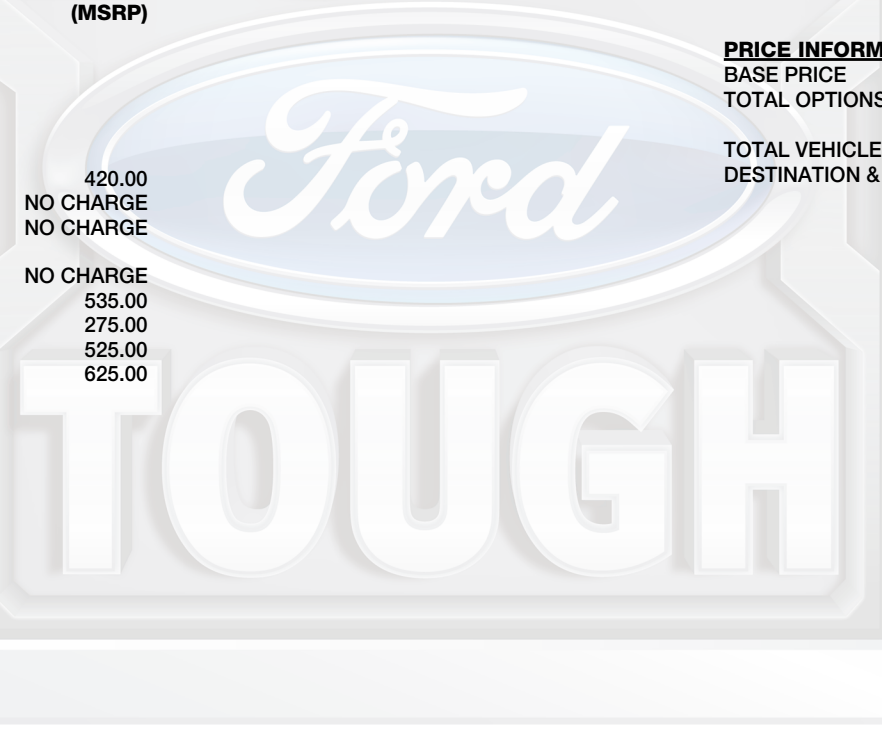 (MSRP)
420.00
NO CHARGE
NO CHARGE
NO CHARGE
535.00
275.00
525.00
625.00
PRICE INFORM
BASE PRICE
TOTAL OPTIONS
TOTAL VEHICLE
DESTINATION &
Ford
TOUGH